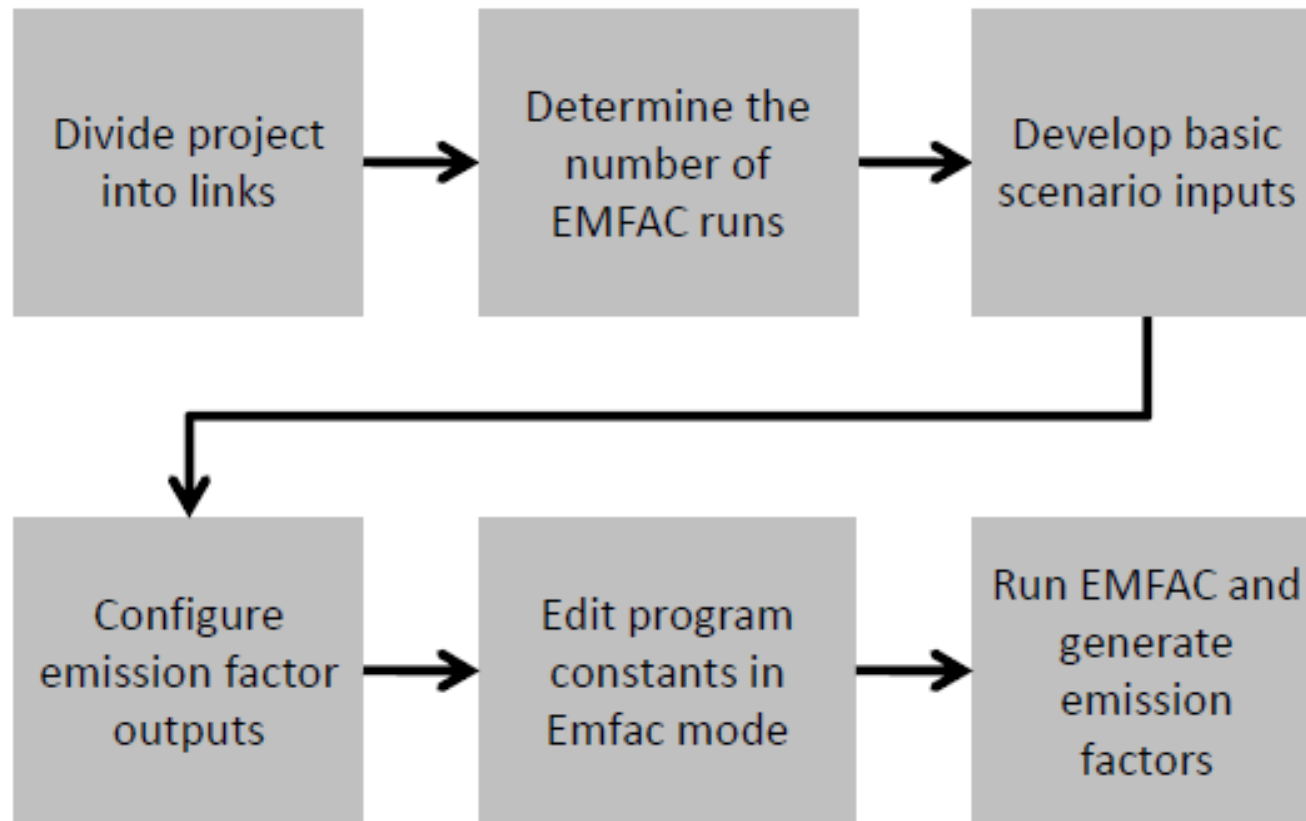 Divide project
into links
Determine the
number of
EMFAC runs
Develop basic
scenario inputs
Configure
emission factor
outputs
Edit program
constants in
Emfac mode
Run EMFAC and
generate
emission
factors